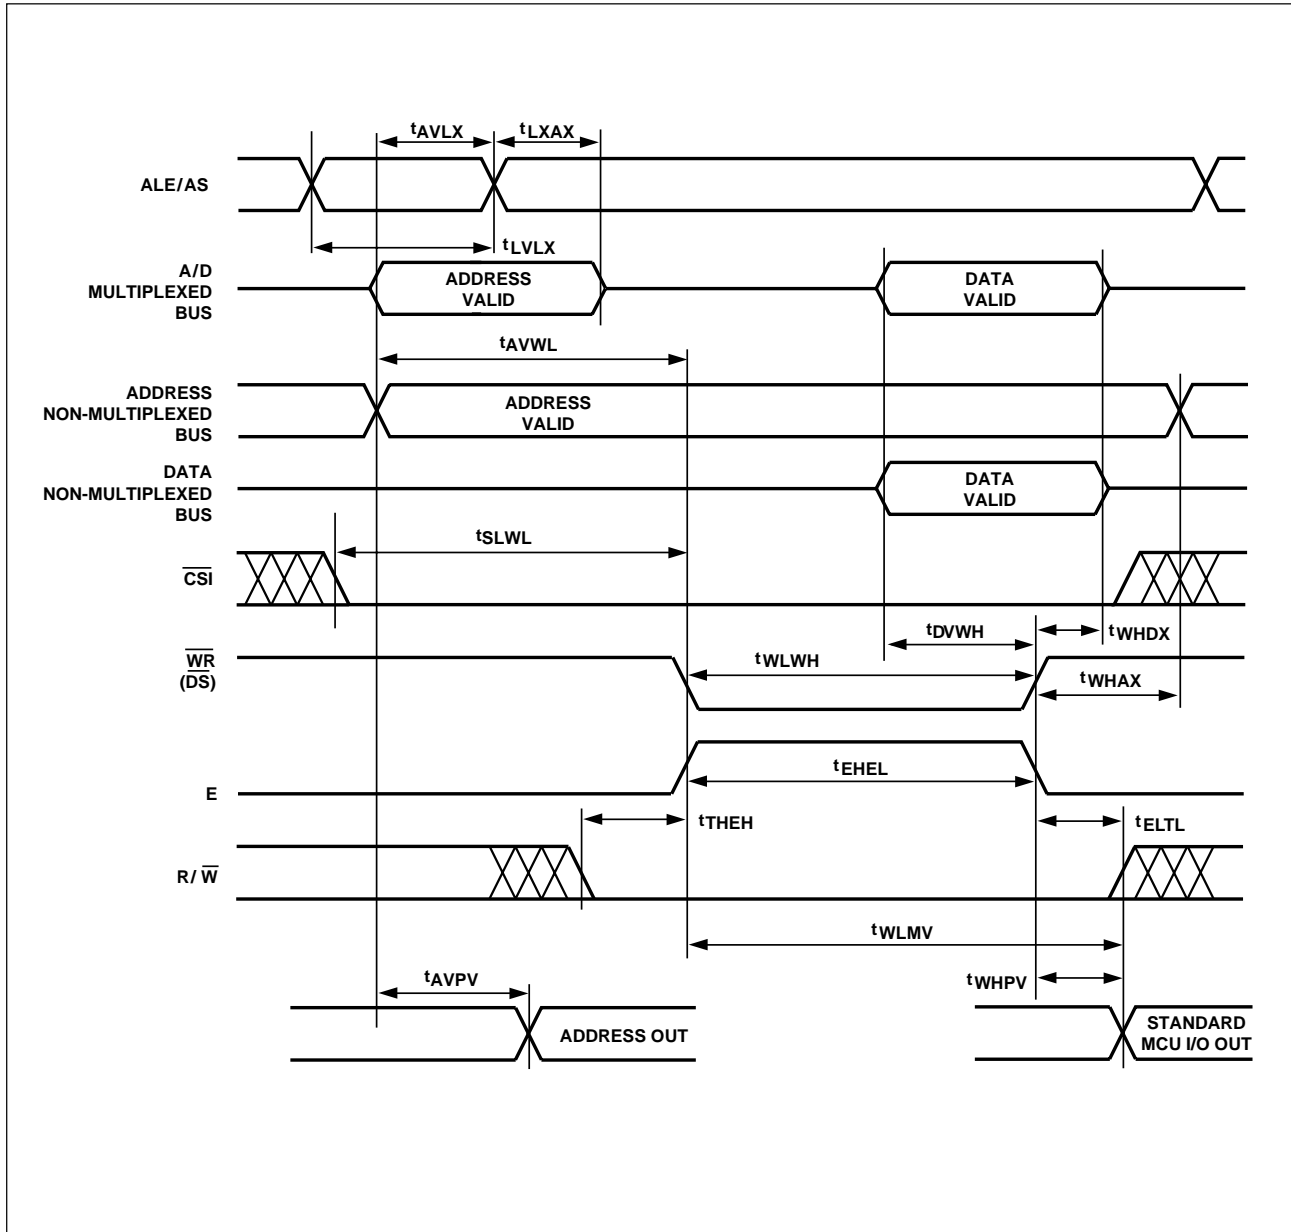 tAVLX
tLXAX
ALE/AS
tLVLX
A/D
MULTIPLEXED
BUS
ADDRESS
VALID
DATA
VALID
tAVWL
ADDRESS
NON-MULTIPLEXED
BUS
ADDRESS
VALID
DATA
NON-MULTIPLEXED
BUS
DATA
VALID
tSLWL
CSI
tDVWH
tWHDX
WR
(DS)
tWLWH
tWHAX
E
tEHEL
tTHEH
tELTL
R/W
tWLMV
tAVPV
tWHPV
ADDRESS OUT
STANDARD
MCU I/O OUT